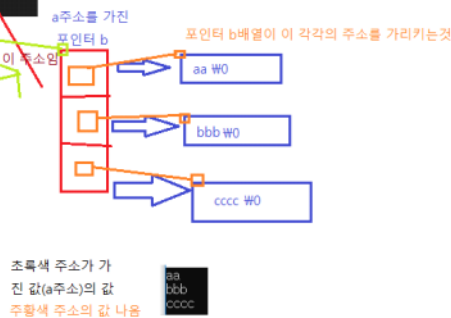 a주소를 가진
포인터 b
포인터 b배열이 이 각각의 주소를 가리키는것
이 주소임
aa ₩0
bbb ₩0
cccc ₩0
초록색 주소가 가
진 값(a주소)의 값
주황색 주소의 값 나옴
aa
bbb
cccc